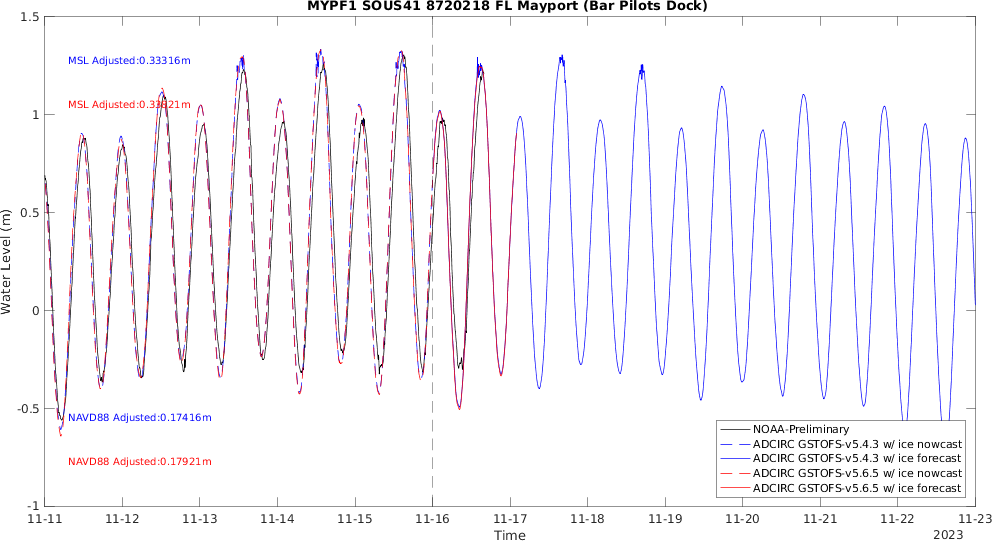 MYPF1 SOUS41 8720218 FL Mayport (Bar Pilots Dock)
1.5
MSL Adjusted:0.33316m
MSL Adjusted:0.33821m
1
0.5
Water Level (m)
0
-0.5
NAVD88 Adjusted:0.17416m
NAVD88 Adjusted:0.17921m
NOAA-Preliminary
ADCIRC GSTOFS-v5.4.3 w/ ice nowcast
ADCIRC GSTOFS-v5.4.3 w/ ice forecast
ADCIRC GSTOFS-v5.6.5 w/ ice nowcast
ADCIRC GSTOFS-v5.6.5 w/ ice forecast
-1
11-11 11-12 11-13 11-14 11-15 11-16 11-17 11-18 11-19 11-20 11-21 11-22 11-23
Time
2023